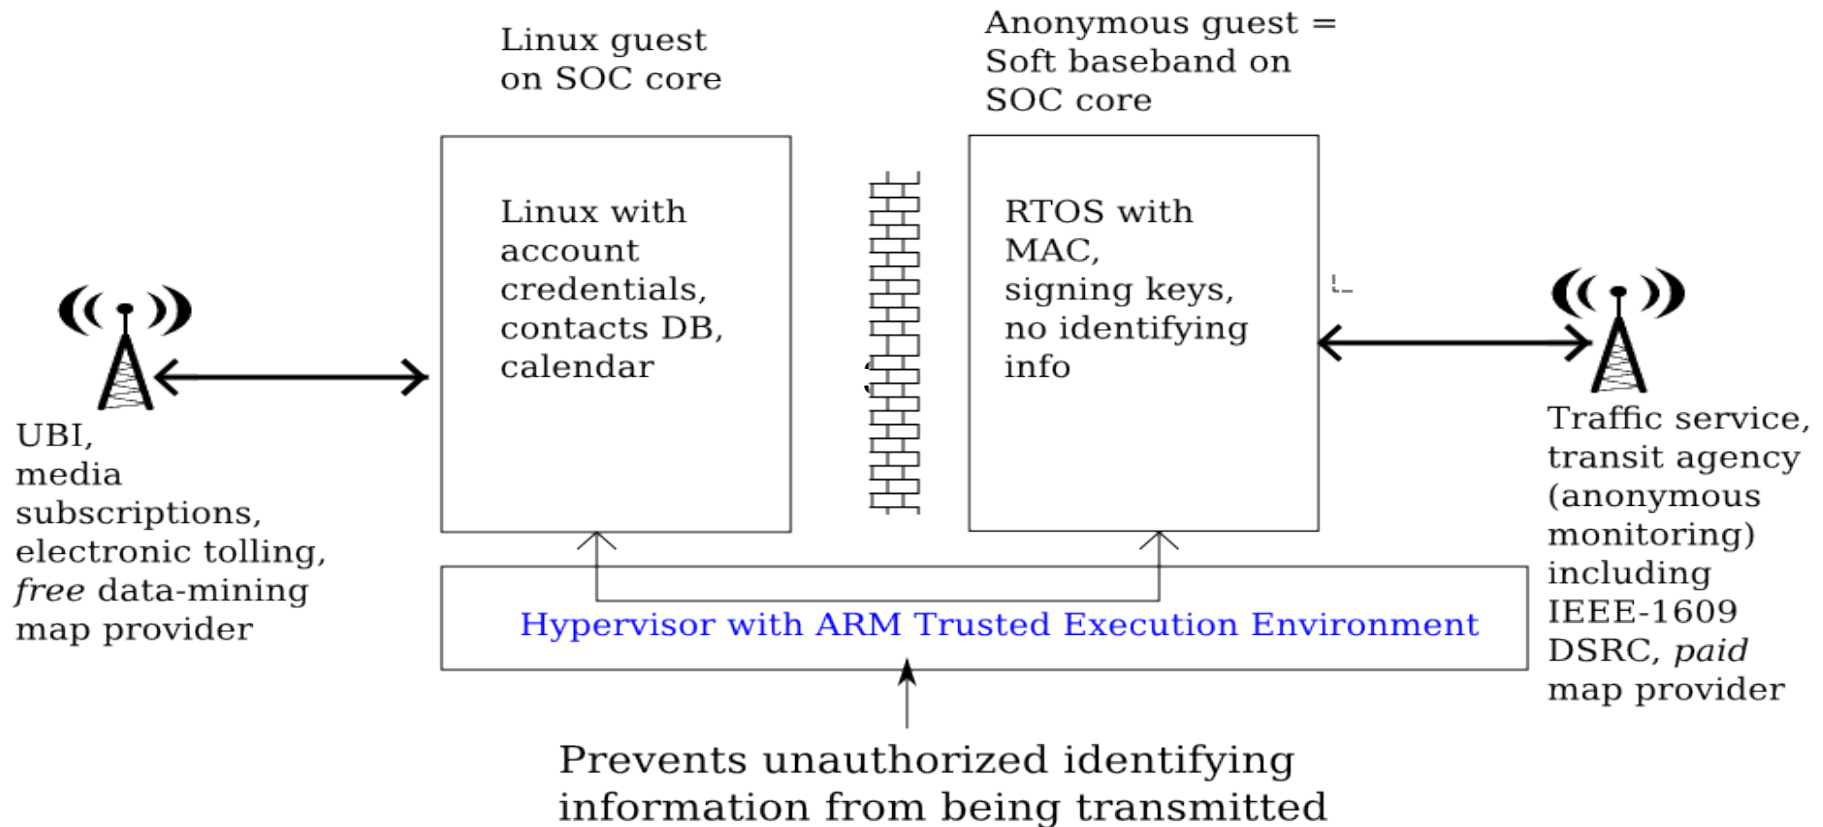 Linux guest
on SOC core
Anonymous guest =
Soft baseband on
SOC core
Linux with
account
credentials,
contacts DB,
calendar
RTOS with
MAC,
signing keys,
no identifying
info
UBI,
media
subscriptions,
electronic tolling,
free data-mining
map provider
Traffic service,
transit agency
(anonymous
monitoring)
including
IEEE-1609
DSRC, paid
map provider
Hypervisor with ARM Trusted Execution Environment
Prevents unauthorized identifying
information from being transmitted